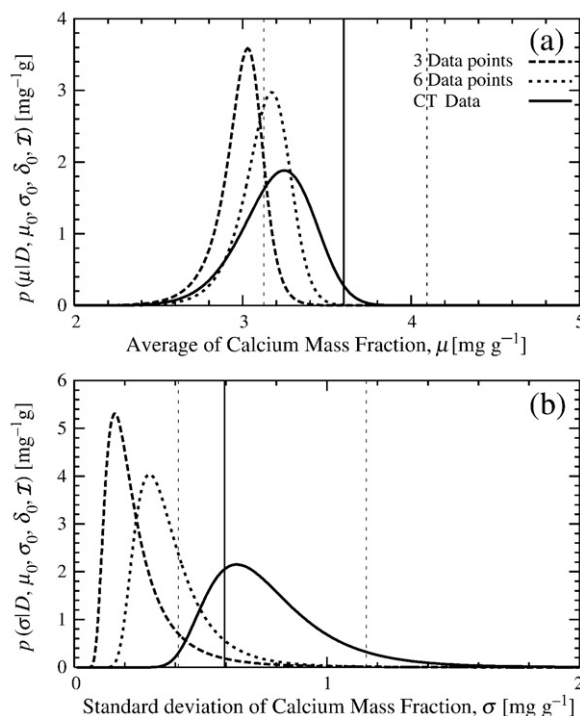 (a)
3 Data points
6 Data points
CT Data
p (μ|D, μ₀, σ₀, δ₀, I) [mg⁻¹g]
4
3
2
1
0
2 3 4 5
Average of Calcium Mass Fraction, μ [mg g⁻¹]
(b)
p (σ|D, μ₀, σ₀, δ₀, I) [mg⁻¹g]
6
5
4
3
2
1
0
0 1 2
Standard deviation of Calcium Mass Fraction, σ [mg g⁻¹]